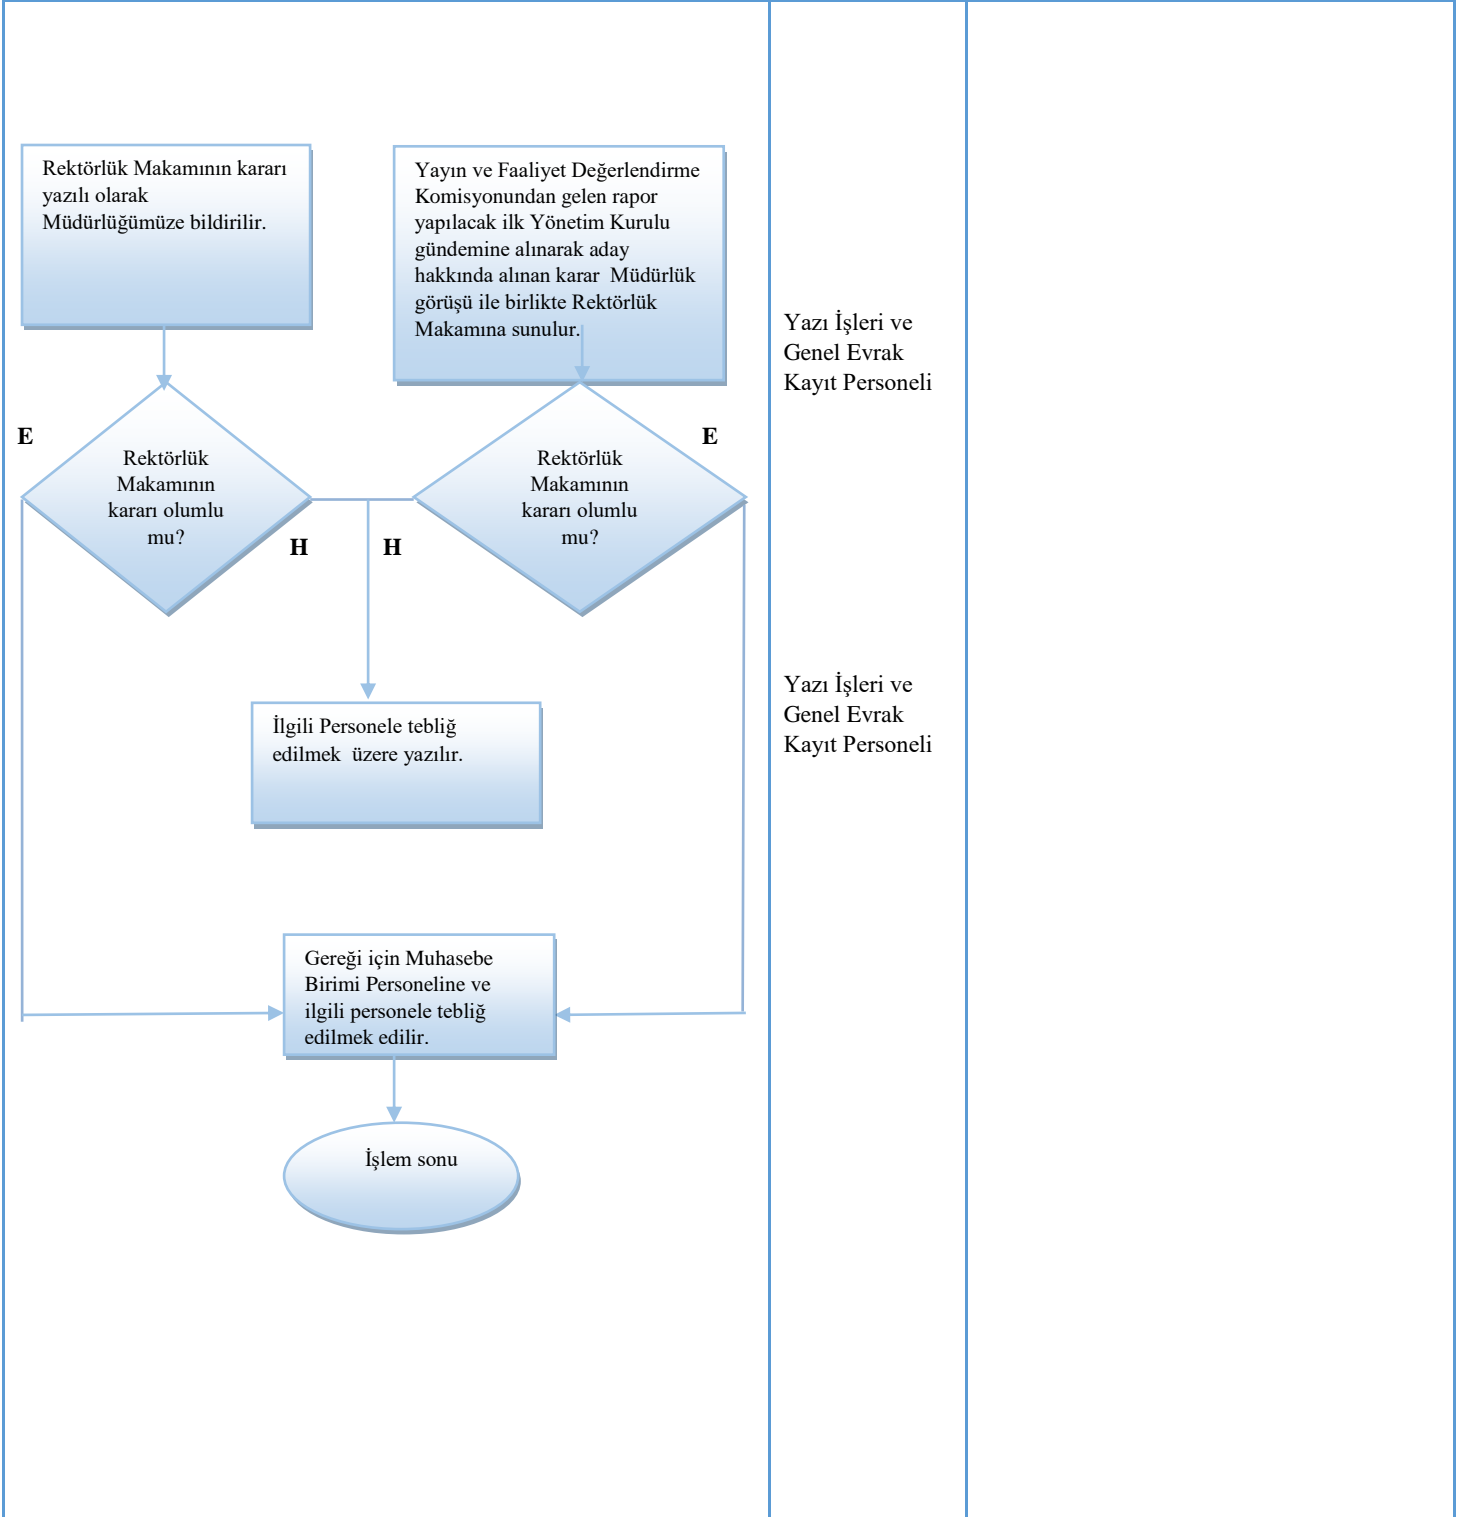 Rektörlük Makamının kararı
yazılı olarak
Müdürlüğümüze bildirilir.
Yayın ve Faaliyet Değerlendirme
Komisyonundan gelen rapor
yapılacak ilk Yönetim Kurulu
gündemine alınarak aday
hakkında alınan karar  Müdürlük
görüşü ile birlikte Rektörlük
Makamına sunulur.
Yazı İşleri ve
Genel Evrak
Kayıt Personeli
E
Rektörlük
Makamının
kararı olumlu
mu?
H
H
E
Rektörlük
Makamının
kararı olumlu
mu?
İlgili Personele tebliğ
edilmek  üzere yazılır.
Yazı İşleri ve
Genel Evrak
Kayıt Personeli
Gereği için Muhasebe
Birimi Personeline ve
ilgili personele tebliğ
edilmek edilir.
İşlem sonu